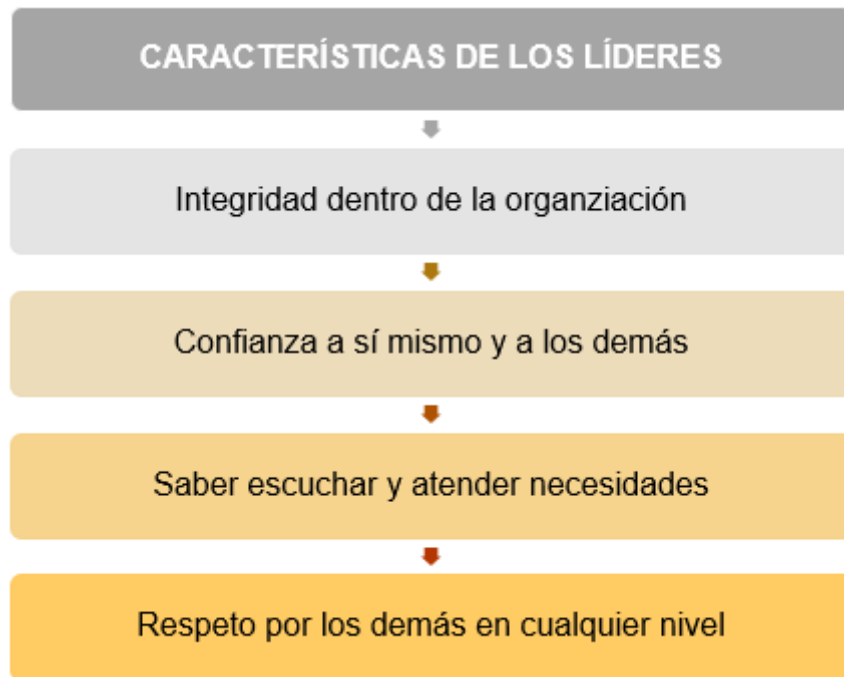 CARACTERÍSTICAS DE LOS LÍDERES
Integridad dentro de la organziación
Confianza a sí mismo y a los demás
Saber escuchar y atender necesidades
Respeto por los demás en cualquier nivel